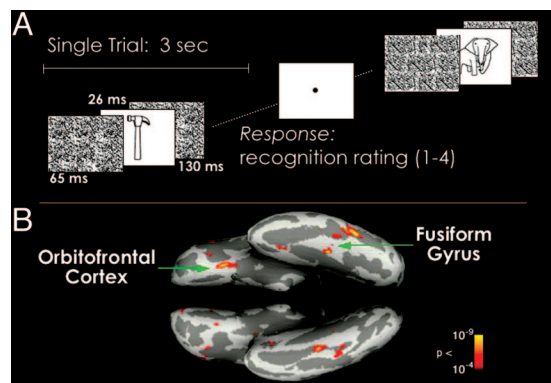 A
Single Trial: 3 sec
26 ms
65 ms
130 ms
Response:
recognition rating (1-4)
B
Orbitofrontal
Cortex
Fusiform
Gyrus
p <
10⁻⁹
10⁻⁴